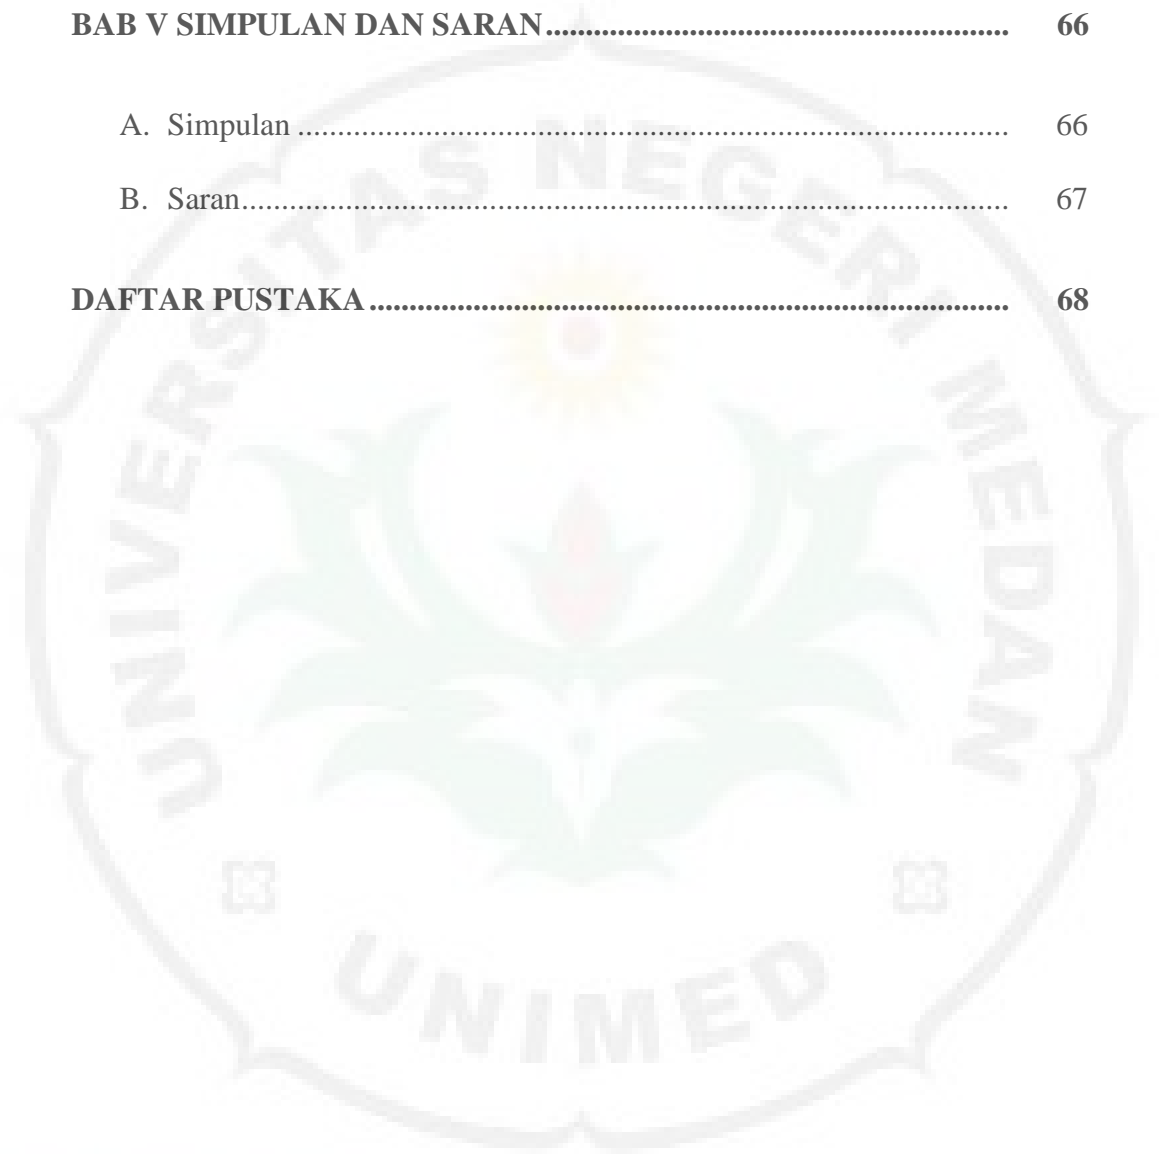 BAB V SIMPULAN DAN SARAN.......................................................... 66
A. Simpulan......................................................................................... 66
B. Saran................................................................................................ 67
DAFTAR PUSTAKA................................................................................ 68
UNIVERSITAS NEGERI MEDAN
UNIMED